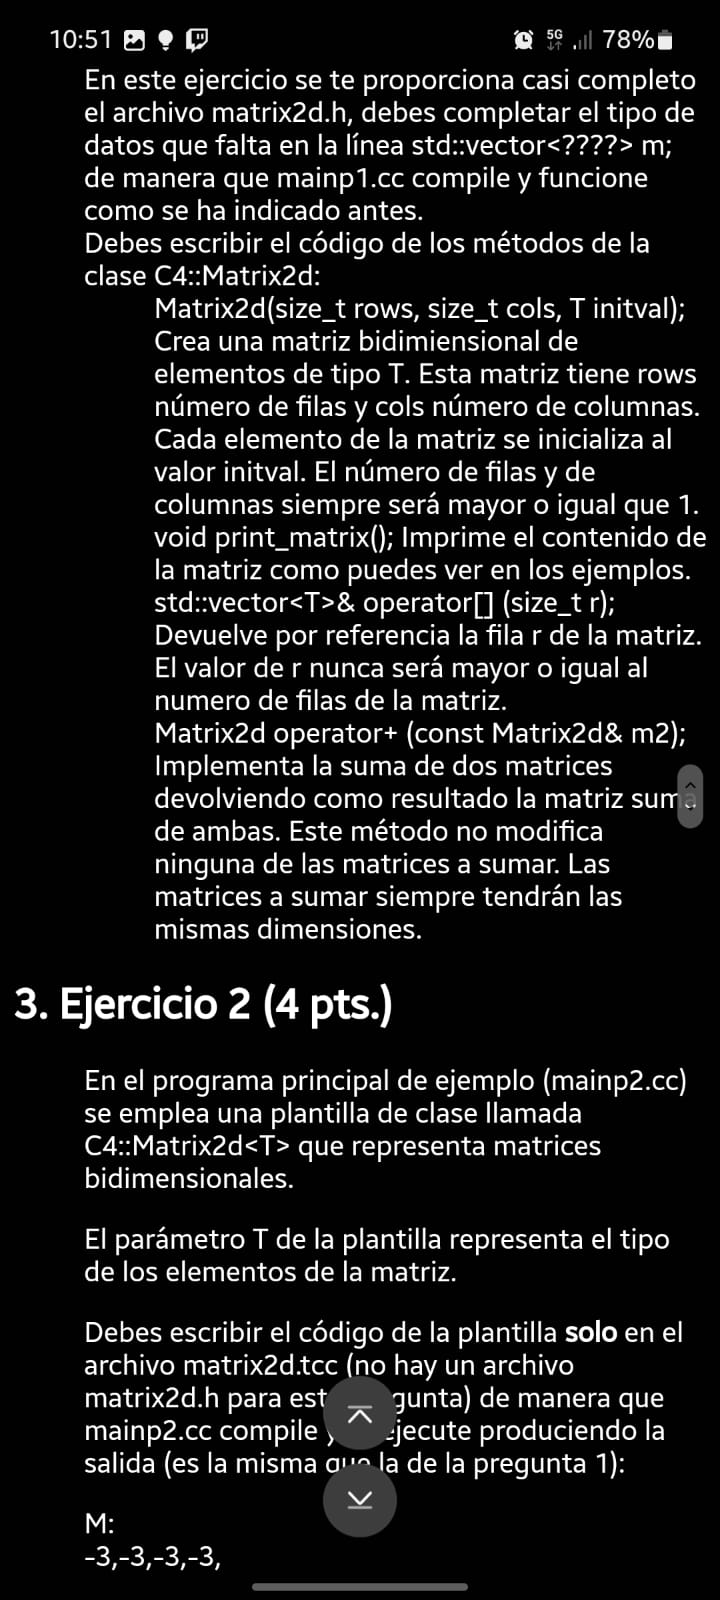 10:51 5G 78%
En este ejercicio se te proporciona casi completo
el archivo matrix2d.h, debes completar el tipo de
datos que falta en la línea std::vector<????> m;
de manera que mainp1.cc compile y funcione
como se ha indicado antes.
Debes escribir el código de los métodos de la
clase C4::Matrix2d:
Matrix2d(size_t rows, size_t cols, T initval);
Crea una matriz bidimiensional de
elementos de tipo T. Esta matriz tiene rows
número de filas y cols número de columnas.
Cada elemento de la matriz se inicializa al
valor initval. El número de filas y de
columnas siempre será mayor o igual que 1.
void print_matrix(); Imprime el contenido de
la matriz como puedes ver en los ejemplos.
std::vector<T>& operator[] (size_t r);
Devuelve por referencia la fila r de la matriz.
El valor de r nunca será mayor o igual al
numero de filas de la matriz.
Matrix2d operator+ (const Matrix2d& m2);
Implementa la suma de dos matrices
devolviendo como resultado la matriz suma
de ambas. Este método no modifica
ninguna de las matrices a sumar. Las
matrices a sumar siempre tendrán las
mismas dimensiones.
3. Ejercicio 2 (4 pts.)
En el programa principal de ejemplo (mainp2.cc)
se emplea una plantilla de clase llamada
C4::Matrix2d<T> que representa matrices
bidimensionales.
El parámetro T de la plantilla representa el tipo
de los elementos de la matriz.
Debes escribir el código de la plantilla solo en el
archivo matrix2d.tcc (no hay un archivo
matrix2d.h para de manera que
mainp2.cc compile produciendo la
salida (es la misma que la de la pregunta 1):
M:
-3,-3,-3,-3,